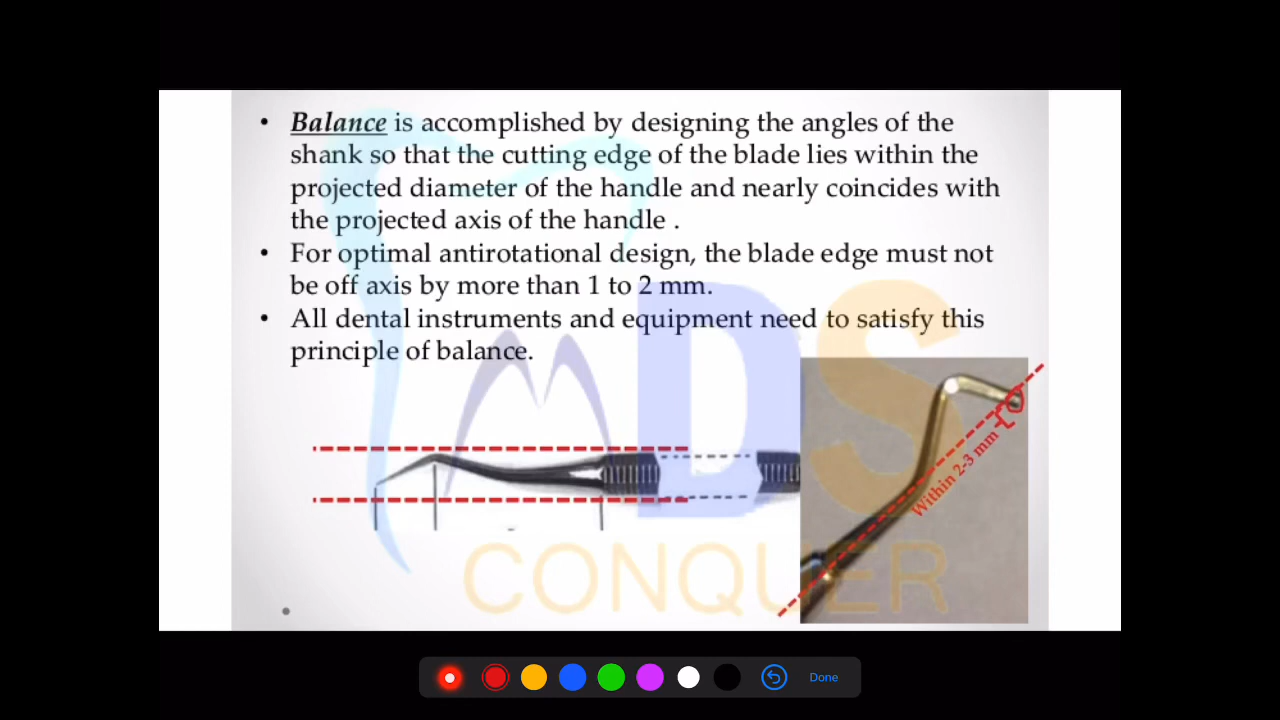 • Balance is accomplished by designing the angles of the
shank so that the cutting edge of the blade lies within the
projected diameter of the handle and nearly coincides with
the projected axis of the handle .
• For optimal antirotational design, the blade edge must not
be off axis by more than 1 to 2 mm.
• All dental instruments and equipment need to satisfy this
principle of balance.
Within 2-3 mm
MDS
CONQUER
Done